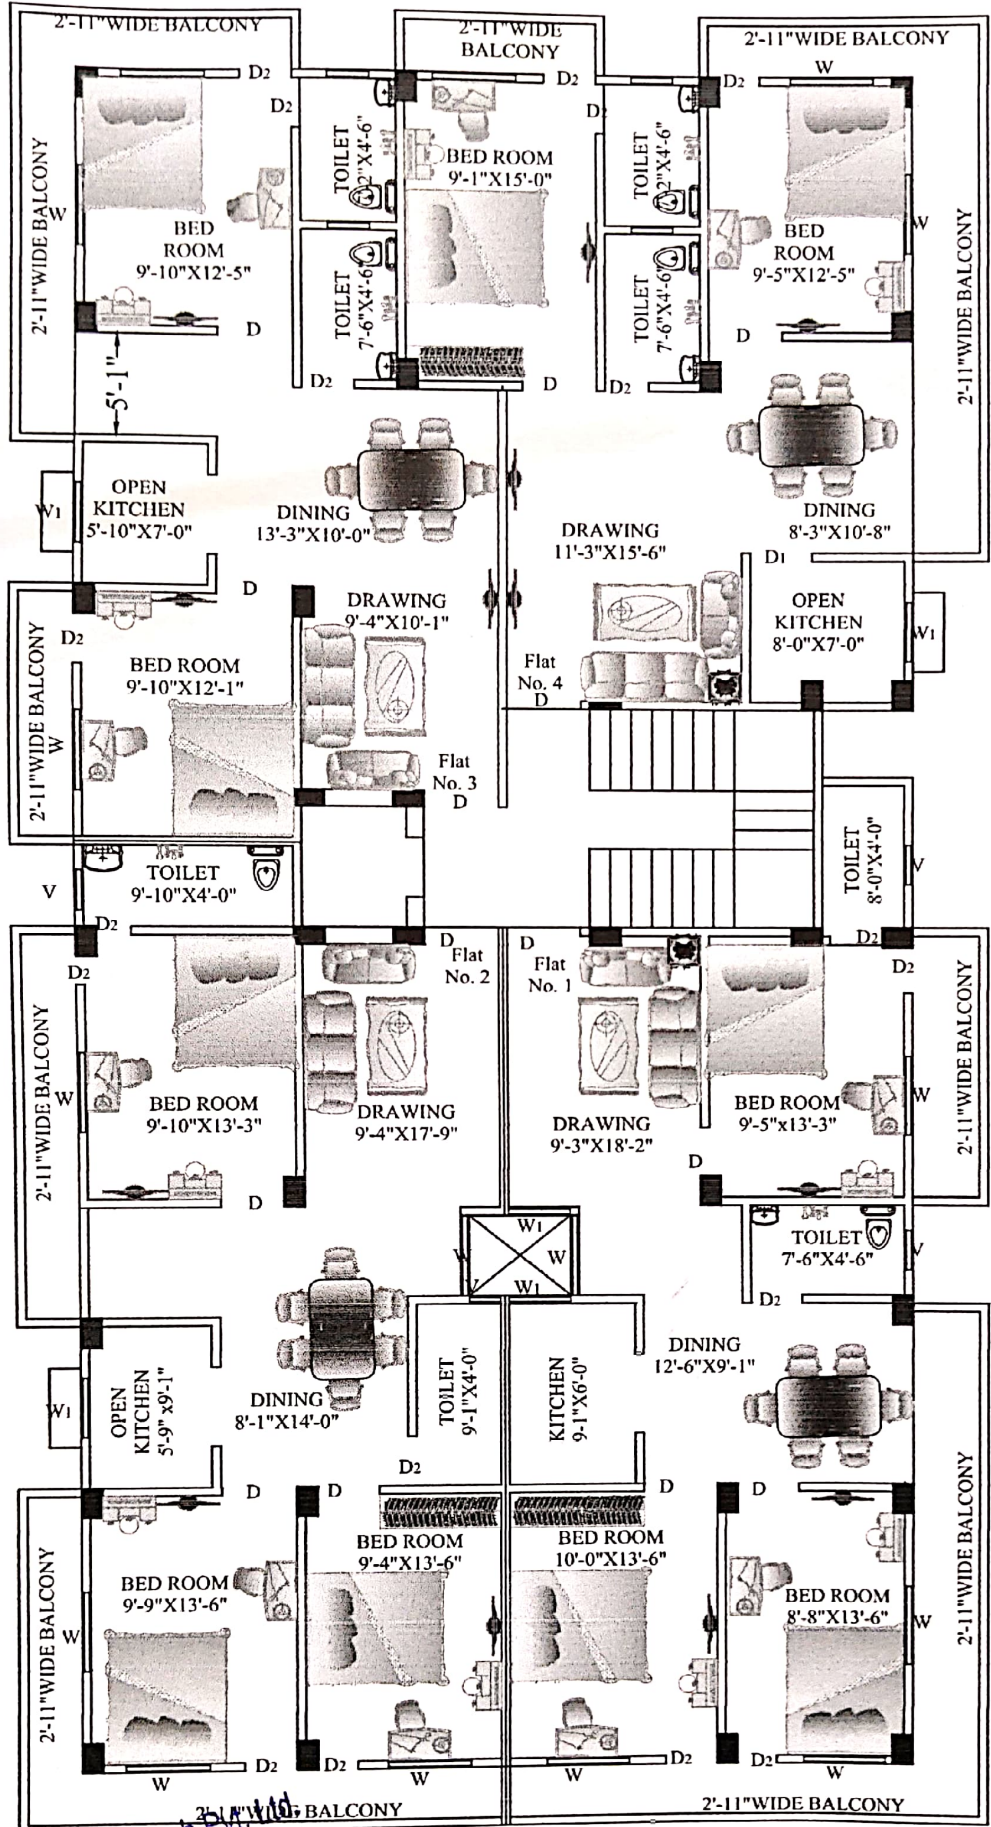 2'-11"WIDE BALCONY
2'-11"WIDE
BALCONY
2'-11"WIDE BALCONY
D2
D2
D2
W
D2
D2
TOILET
BED ROOM
9'-1"X15'-0"
TOILET
2'-11"WIDE BALCONY
W
BED
ROOM
9'-10"X12'-5"
BED
ROOM
9'-5"X12'-5"
W
2'-11"WIDE BALCONY
TOILET
7'-6"X4'-6"
TOILET
7'-6"X4'-6"
D
D
D2
D
D2
5'-1"
OPEN
KITCHEN
5'-10"X7'-0"
W1
DINING
13'-3"X10'-0"
DRAWING
11'-3"X15'-6"
DINING
8'-3"X10'-8"
D1
D
DRAWING
9'-4"X10'-1"
OPEN
KITCHEN
8'-0"X7'-0"
W1
D2
BED ROOM
9'-10"X12'-1"
Flat
No. 4
D
2'-11"WIDE BALCONY
W
Flat
No. 3
D
TOILET
9'-10"X4'-0"
V
TOILET
8'-0"X4'-0"
V
D2
D2
D
Flat
No. 2
D
Flat
No. 1
D2
D2
2'-11"WIDE BALCONY
W
BED ROOM
9'-10"X13'-3"
DRAWING
9'-4"X17'-9"
DRAWING
9'-3"X18'-2"
BED ROOM
9'-5"x13'-3"
W
2'-11"WIDE BALCONY
D
D
W1
W
W
V
W1
TOILET
7'-6"X4'-6"
V
D2
OPEN
KITCHEN
5'-9" x9'-1"
W1
DINING
8'-1"X14'-0"
TOILET
9'-1"X4'-0"
KITCHEN
9'-1"X6'-0"
DINING
12'-6"X9'-1"
D2
D
D
D
D
BED ROOM
9'-9"X13'-6"
BED ROOM
9'-4"X13'-6"
BED ROOM
10'-0"X13'-6"
BED ROOM
8'-8"X13'-6"
2'-11"WIDE BALCONY
W
W
2'-11"WIDE BALCONY
W
D2
D2
W
W
D2
D2
W
BALCONY
2'-11"WIDE BALCONY